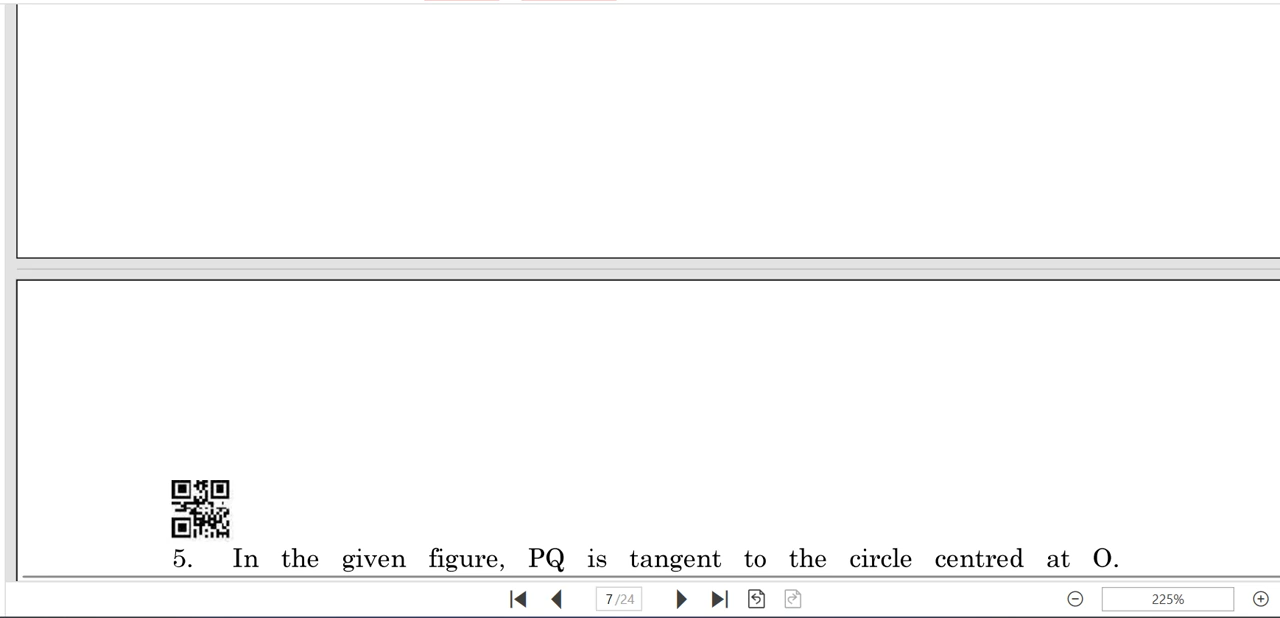 5. In the given figure, PQ is tangent to the circle centred at O.
7 /24
225%